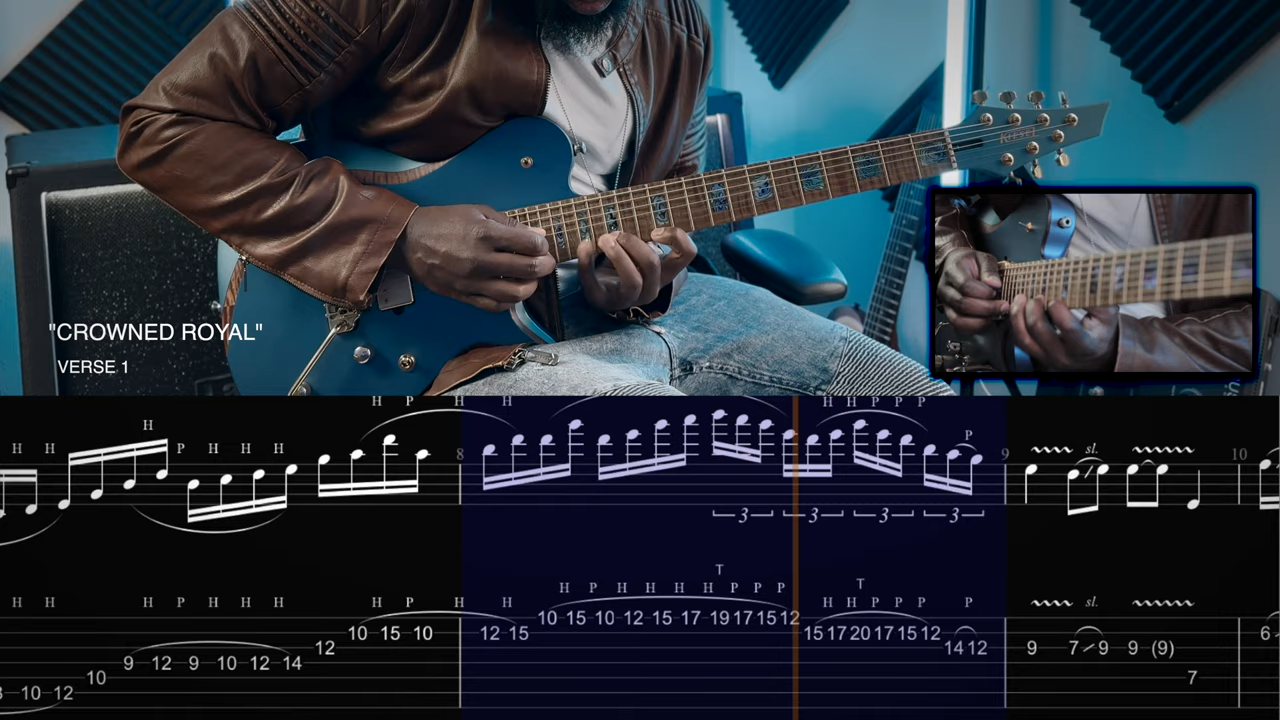 Kiesel
"CROWNED ROYAL"
VERSE 1
H H H P H H H H P H H H H P P P P
8 9 sl. 10
3 3 3 3
T T
H P H H H H P P P
H H H P H H H H P H H H H P P P P sl.
10 15 10 12 15 17 19 17 15 12
10 15 10 12 15 15 17 20 17 15 12 6
12 14 12 9 7 9 9 (9)
9 12 9 10 12 14
10 7
10 12